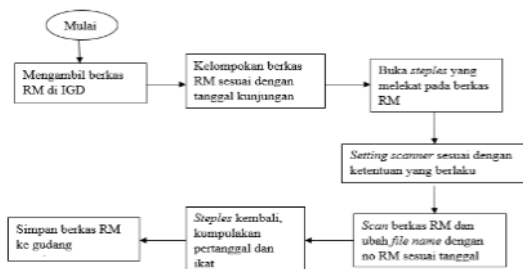 Mulai
Mengambil berkas
RM di IGD
Kelompokan berkas
RM sesuai dengan
tanggal kunjungan
Buka steples yang
melekat pada berkas
RM
Setting scanner sesuai dengan
ketentuan yang berlaku
Scan berkas RM dan
ubah file name dengan
no RM sesuai tanggal
Steples kembali,
kumpulakan
pertanggal dan
ikat
Simpan berkas RM
ke gudang